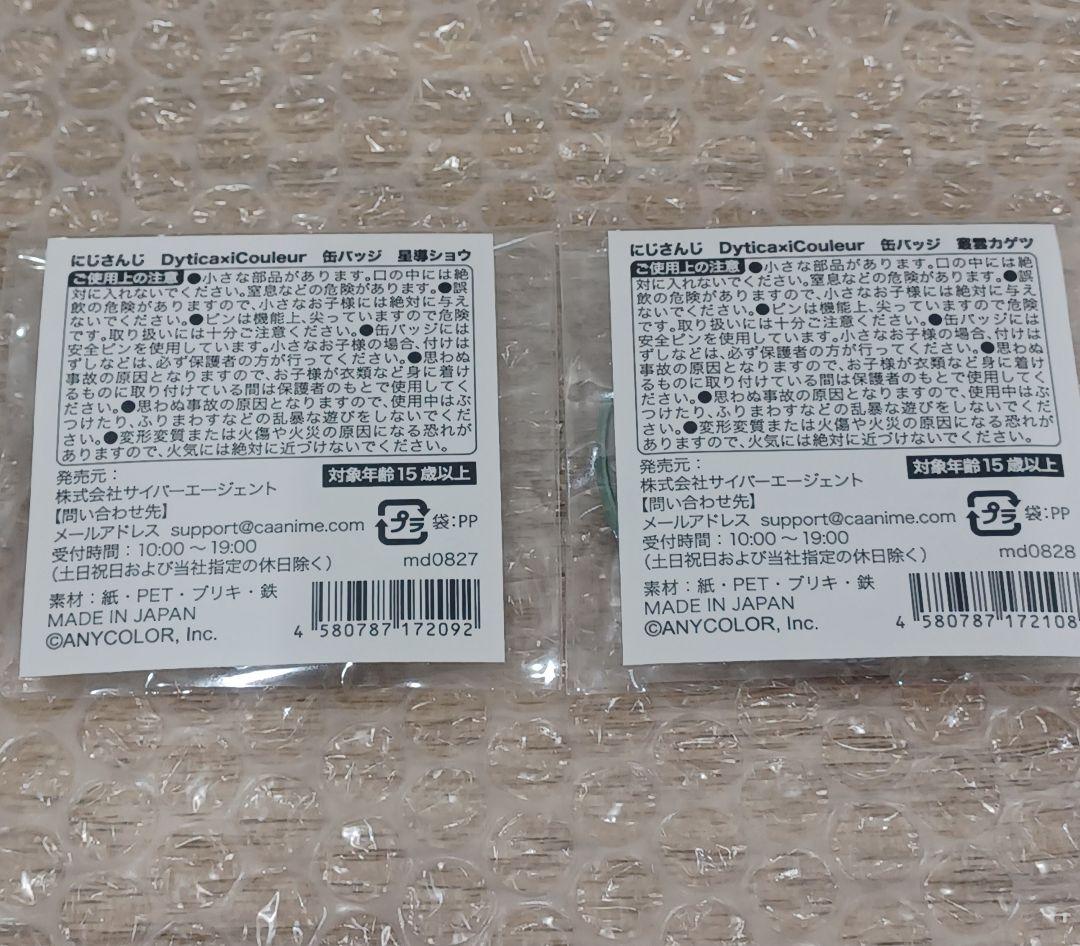 にじさんじ Dytica×iCouleur 缶バッジ 星導ショウ
ご使用上の注意 ●小さな部品があります。口の中には絶
対に入れないでください。窒息などの危険があります。●誤
飲の危険がありますので、小さなお子様には絶対に与え
ないでください。●ピンは機能上、尖っていますので危険
です。取り扱いには十分ご注意ください。●缶バッジには
安全ピンを使用しています。小さなお子様の場合、付けは
ずしなどは、必ず保護者の方が行ってください。●思わぬ
事故の原因となりますので、お子様が衣類など身に着け
るものに取り付けている間は保護者のもとで使用してく
ださい。●思わぬ事故の原因となりますので、使用中はぶ
つけたり、ふりまわすなどの乱暴な遊びをしないでくだ
さい。●変形変質または火傷や火災の原因になる恐れが
ありますので、火気には絶対に近づけないでください。
発売元：
対象年齢15歳以上
株式会社サイバーエージェント
【問い合わせ先】
メールアドレス support@caanime.com
プラ 袋:PP
受付時間：10:00～19:00
(土日祝日および当社指定の休日除く)
md0827
素材：紙・PET・ブリキ・鉄
MADE IN JAPAN
©ANYCOLOR, Inc.
4 580787 172092
にじさんじ Dytica×iCouleur 缶バッジ 叢雲カゲツ
ご使用上の注意 ●小さな部品があります。口の中には絶
対に入れないでください。窒息などの危険があります。●誤
飲の危険がありますので、小さなお子様には絶対に与え
ないでください。●ピンは機能上、尖っていますので危険
です。取り扱いには十分ご注意ください。●缶バッジには
安全ピンを使用しています。小さなお子様の場合、付けは
ずしなどは、必ず保護者の方が行ってください。●思わぬ
事故の原因となりますので、お子様が衣類など身に着け
るものに取り付けている間は保護者のもとで使用してく
ださい。●思わぬ事故の原因となりますので、使用中はぶ
つけたり、ふりまわすなどの乱暴な遊びをしないでくだ
さい。●変形変質または火傷や火災の原因になる恐れが
ありますので、火気には絶対に近づけないでください。
発売元：
対象年齢15歳以上
株式会社サイバーエージェント
【問い合わせ先】
メールアドレス support@caanime.com
プラ 袋:PP
受付時間：10:00～19:00
(土日祝日および当社指定の休日除く)
md0828
素材：紙・PET・ブリキ・鉄
MADE IN JAPAN
©ANYCOLOR, Inc.
4 580787 172108